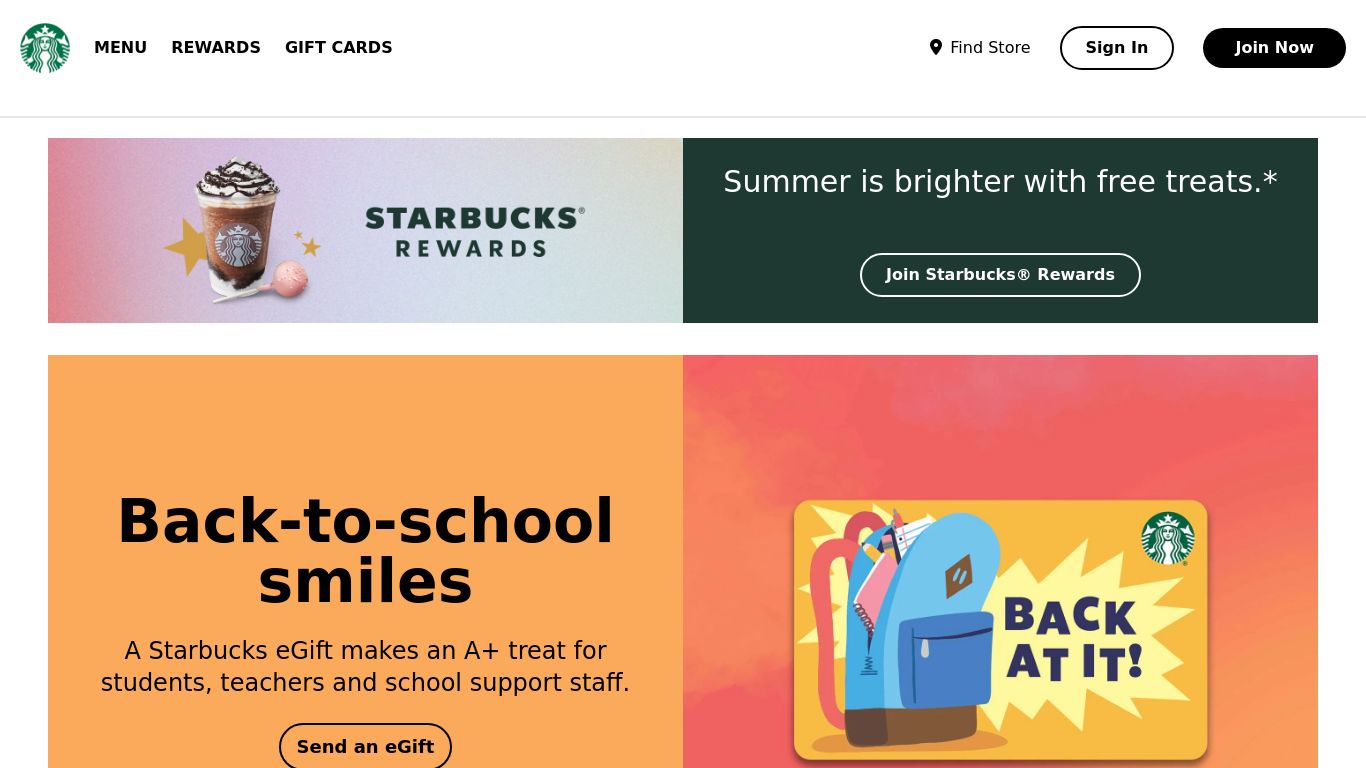 MENU REWARDS GIFT CARDS Find Store Sign In Join Now
STARBUCKS®
REWARDS
Summer is brighter with free treats.*
Join Starbucks® Rewards
Back-to-school
smiles
A Starbucks eGift makes an A+ treat for
students, teachers and school support staff.
Send an eGift
BACK
AT IT!